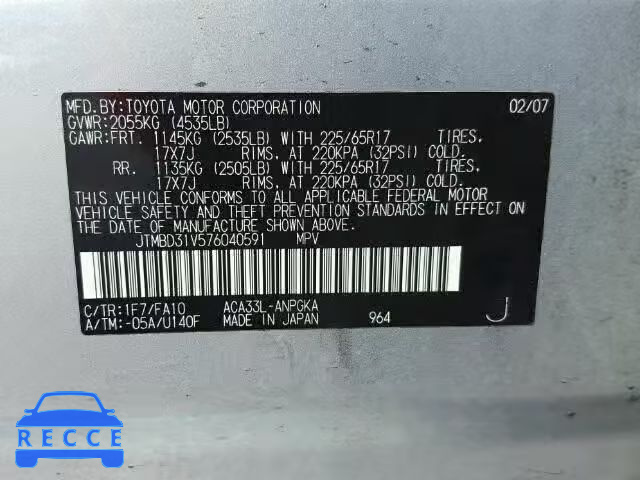 MFD.BY:TOYOTA MOTOR CORPORATION 02/07
GVWR:2055KG (4535LB)
GAWR:FRT. 1145KG (2535LB) WITH 225/65R17 TIRES,
17X7J RIMS, AT 220KPA (32PSI) COLD.
RR. 1135KG (2505LB) WITH 225/65R17 TIRES,
17X7J RIMS, AT 220KPA (32PSI) COLD.
THIS VEHICLE CONFORMS TO ALL APPLICABLE FEDERAL MOTOR
VEHICLE SAFETY AND THEFT PREVENTION STANDARDS IN EFFECT
ON THE DATE OF MANUFACTURE SHOWN ABOVE.
JTMBD31V576040591 MPV
C/TR:1F7/FA10 ACA33L-ANPGKA
A/TM:-05A/U140F MADE IN JAPAN 964 J
RECCE